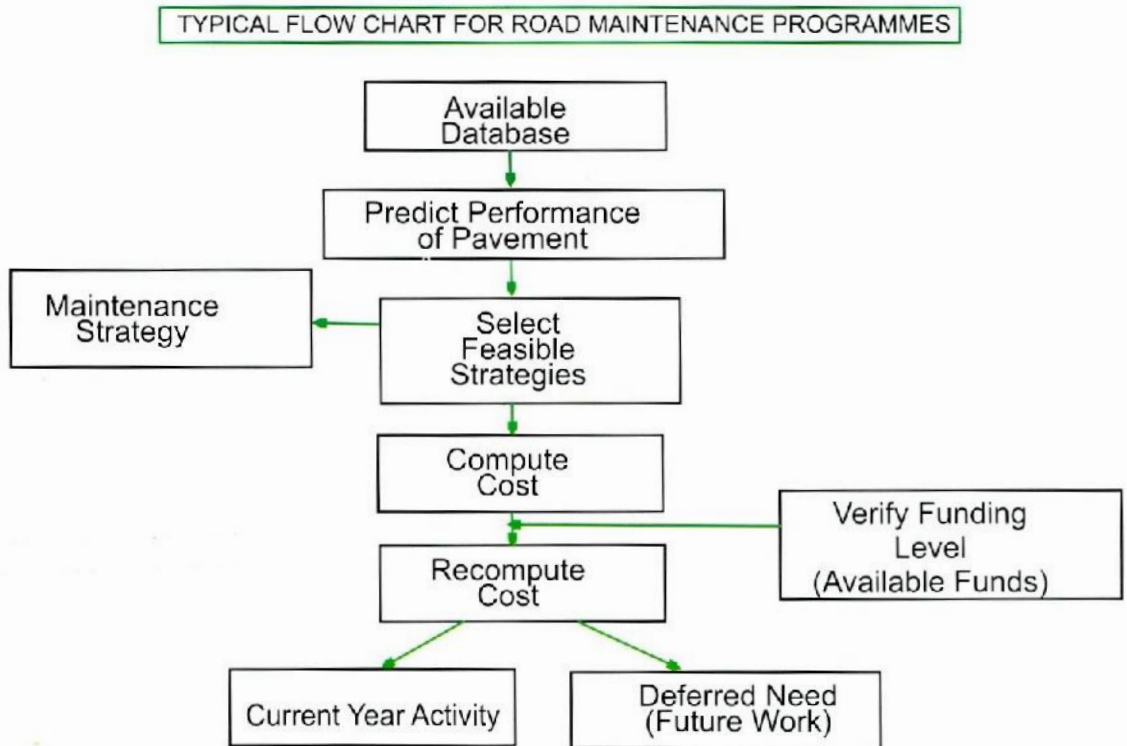 TYPICAL FLOW CHART FOR ROAD MAINTENANCE PROGRAMMES
Available
Database
Predict Performance
of Pavement
Maintenance
Strategy
Select
Feasible
Strategies
Compute
Cost
Verify Funding
Level
(Available Funds)
Recompute
Cost
Current Year Activity
Deferred Need
(Future Work)